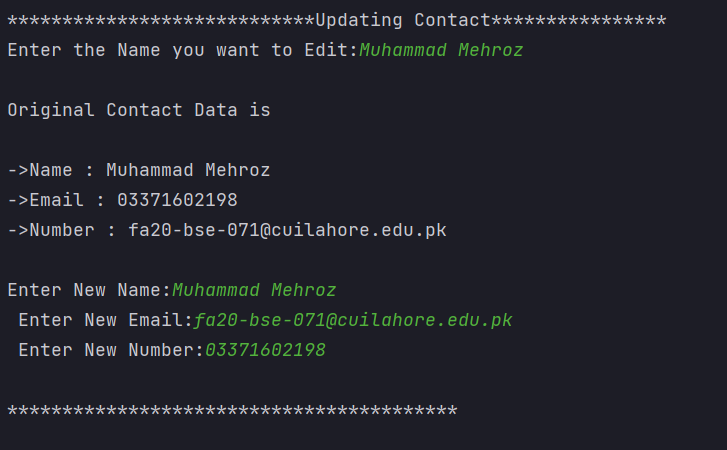 ****************************Updating Contact****************
Enter the Name you want to Edit:Muhammad Mehroz
Original Contact Data is
->Name : Muhammad Mehroz
->Email : 03371602198
->Number : fa20-bse-071@cuilahore.edu.pk
Enter New Name:Muhammad Mehroz
Enter New Email:fa20-bse-071@cuilahore.edu.pk
Enter New Number:03371602198
*****************************************